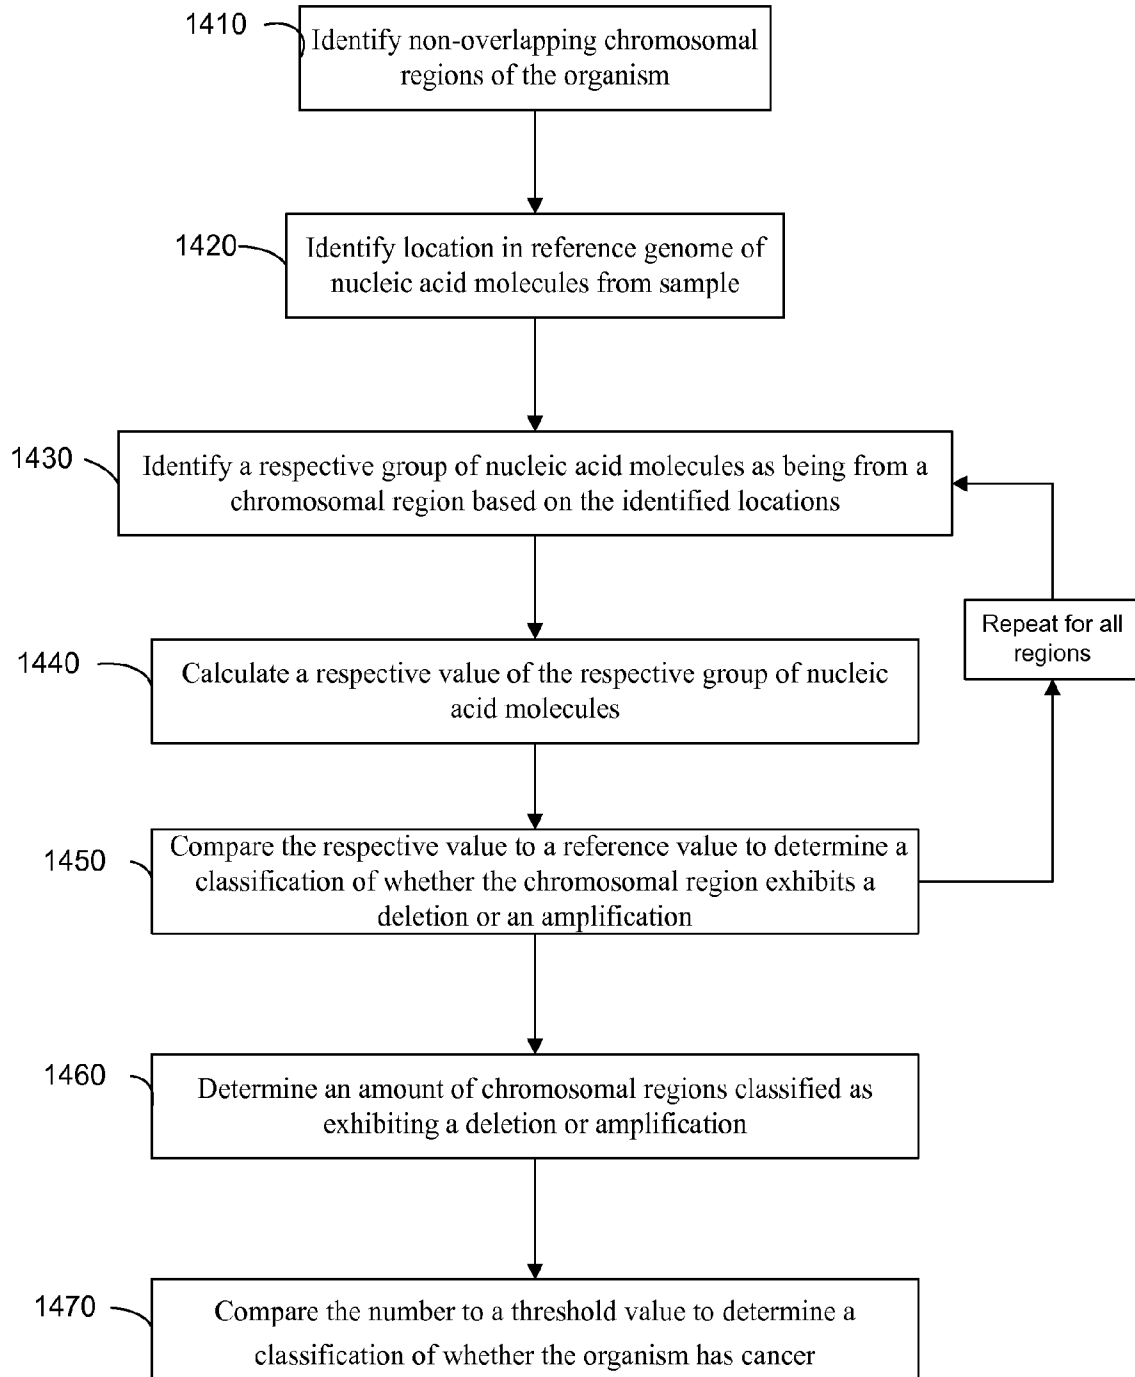 1410
Identify non-overlapping chromosomal
regions of the organism
1420
Identify location in reference genome of
nucleic acid molecules from sample
1430
Identify a respective group of nucleic acid molecules as being from a
chromosomal region based on the identified locations
Repeat for all
regions
1440
Calculate a respective value of the respective group of nucleic
acid molecules
1450
Compare the respective value to a reference value to determine a
classification of whether the chromosomal region exhibits a
deletion or an amplification
1460
Determine an amount of chromosomal regions classified as
exhibiting a deletion or amplification
1470
Compare the number to a threshold value to determine a
classification of whether the organism has cancer